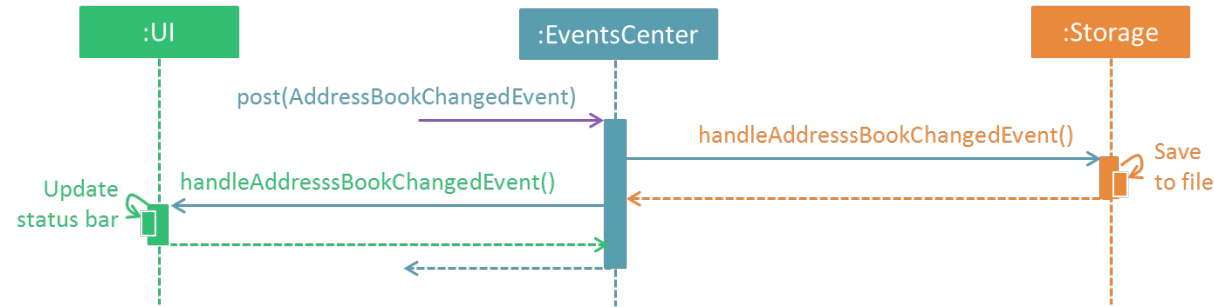 :UI
:EventsCenter
:Storage
post(AddressBookChangedEvent)
handleAddresssBookChangedEvent()
Save
to file
handleAddresssBookChangedEvent()
Update
status bar